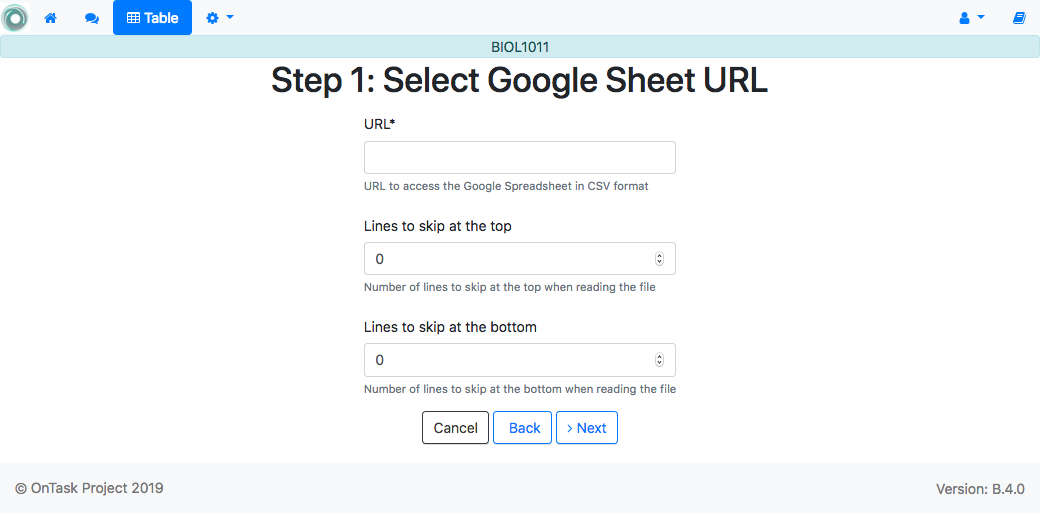 Table
BIOL1011
Step 1: Select Google Sheet URL
URL*
URL to access the Google Spreadsheet in CSV format
Lines to skip at the top
0
Number of lines to skip at the top when reading the file
Lines to skip at the bottom
0
Number of lines to skip at the bottom when reading the file
Cancel Back › Next
© OnTask Project 2019 Version: B.4.0